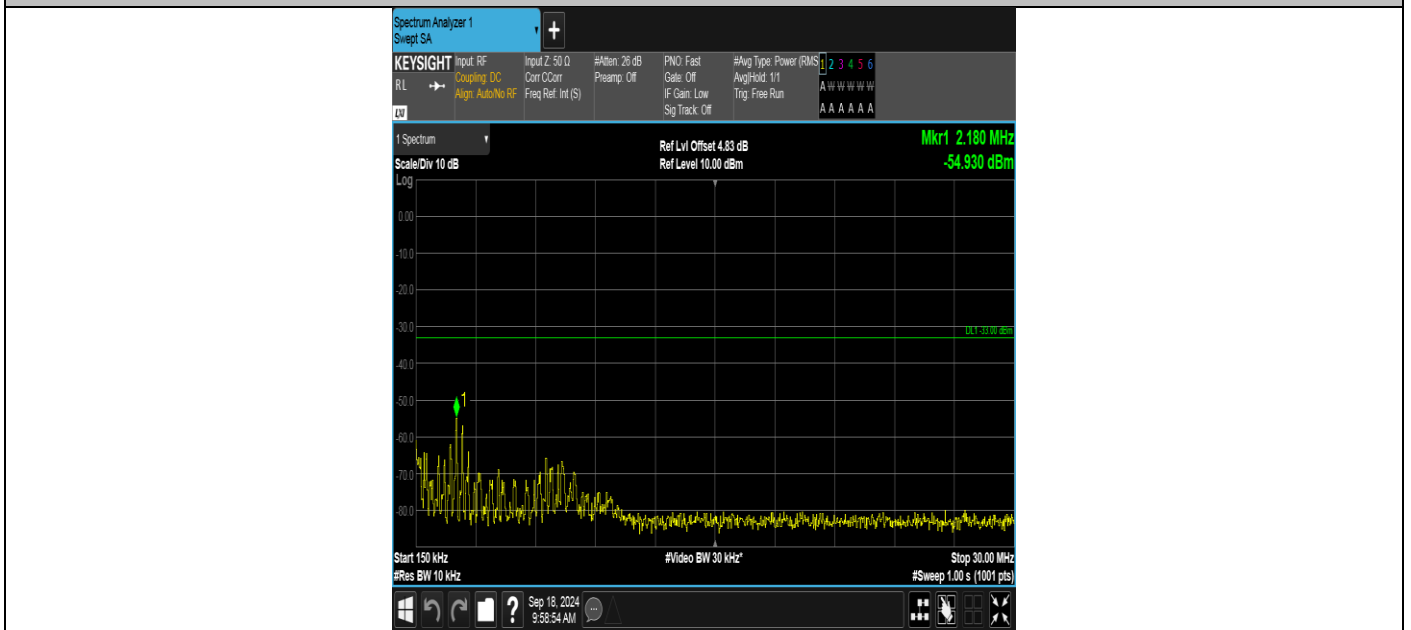 Spectrum Analyzer 1
Swept SA
+
KEYSIGHT
RL
LXI
Input: RF
Coupling: DC
Align: Auto/No RF
Input Z: 50 Ω
Corr CCorr
Freq Ref: Int (S)
#Atten: 26 dB
Preamp: Off
PNO: Fast
Gate: Off
IF Gain: Low
Sig Track: Off
#Avg Type: Power (RMS
Avg|Hold: 1/1
Trig: Free Run
1 2 3 4 5 6
A W W W W W
A A A A A A
1 Spectrum
Scale/Div 10 dB
Log
Ref Lvl Offset 4.83 dB
Ref Level 10.00 dBm
Mkr1 2.180 MHz
-54.930 dBm
0.00
-10.0
-20.0
-30.0
DL1 -33.00 dBm
-40.0
-50.0
1
-60.0
-70.0
-80.0
Start 150 kHz
#Video BW 30 kHz*
Stop 30.00 MHz
#Res BW 10 kHz
#Sweep 1.00 s (1001 pts)
?
Sep 18, 2024
9:58:54 AM